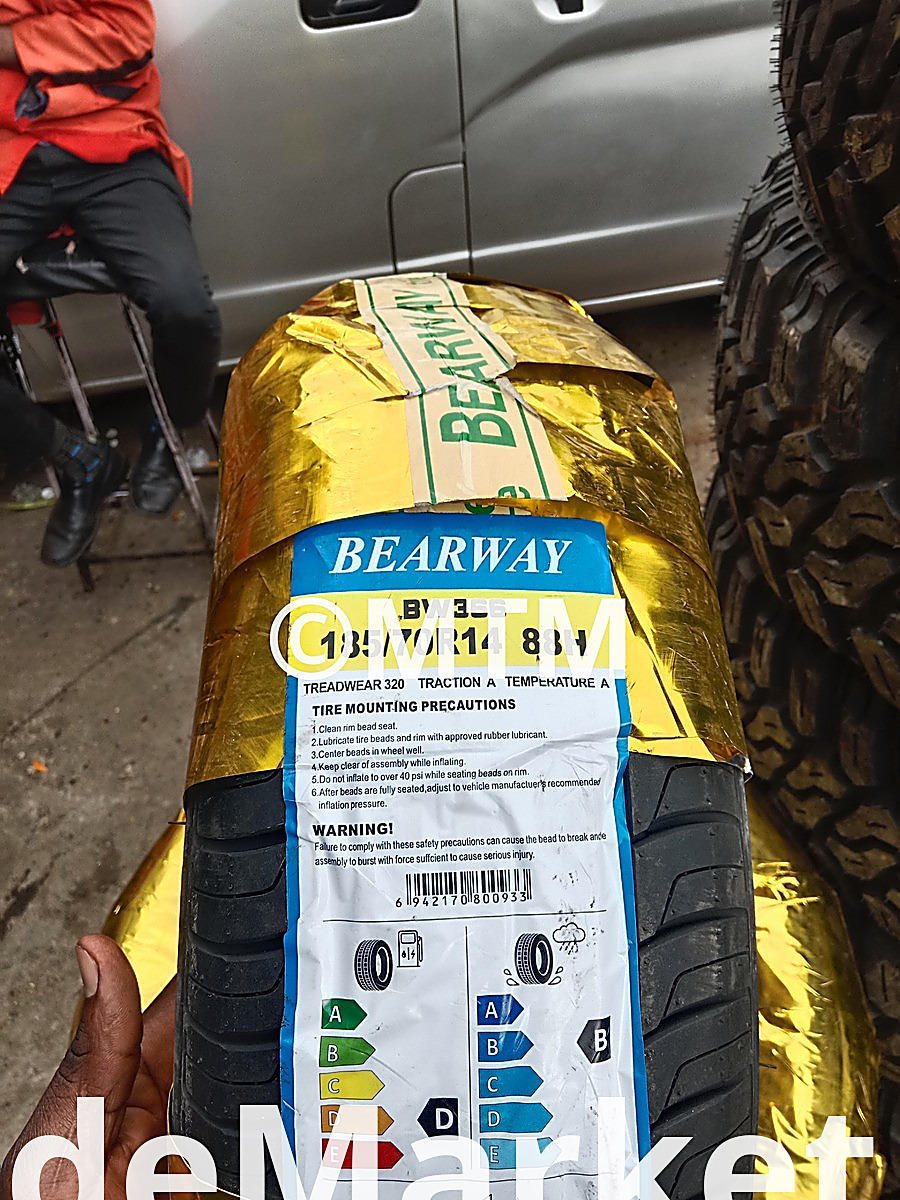 BEARWAY
BEARWAY
BEARWAY
BW366
©MTM
185/70R14 88H
TREADWEAR 320 TRACTION A TEMPERATURE A
TIRE MOUNTING PRECAUTIONS
1.Clean rim bead seat.
2.Lubricate tire beads and rim with approved rubber lubricant.
3.Center beads in wheel well.
4.Keep clear of assembly while inflating.
5.Do not inflate to over 40 psi while seating beads on rim.
6.After beads are fully seated,adjust to vehicle manufactuer's recommended
inflation pressure.
WARNING!
Failure to comply with these safety precautions can cause the bead to break ande
assembly to burst with force suffcient to cause serious injury.
6 942170 800933
A A
B B B
C C
D D D
E E
deMarket